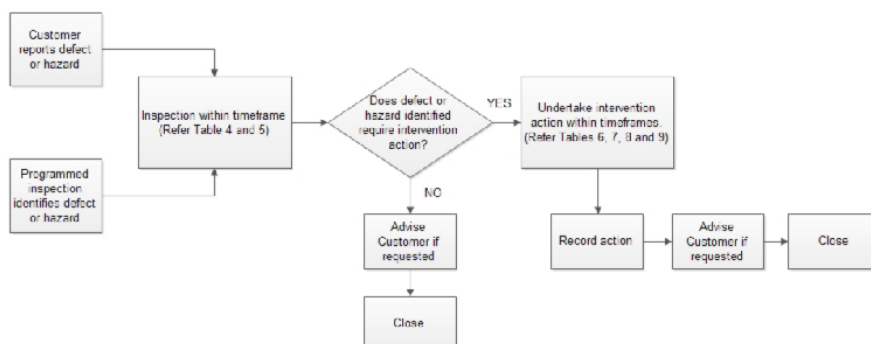 Customer
reports defect
or hazard
Inspection within timeframe
(Refer Table 4 and 5)
Programmed
inspection
identifies defect
or hazard
Does defect or
hazard identified
require intervention
action?
YES
Undertake intervention
action within timeframes.
(Refer Tables 6, 7, 8 and 9)
NO
Advise
Customer if
requested
Close
Record action
Advise
Customer if
requested
Close